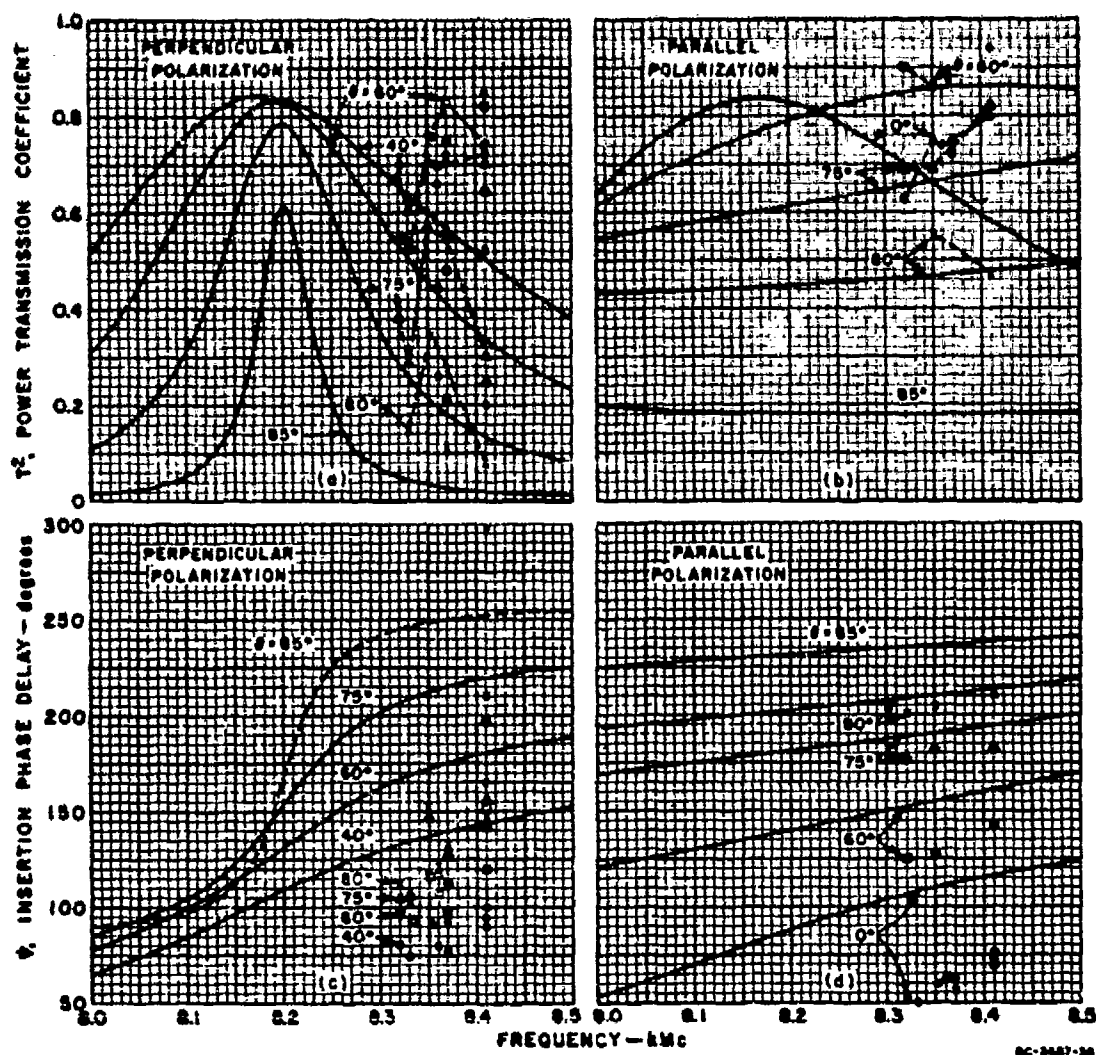 T², POWER TRANSMISSION COEFFICIENT
1.0
0.8
0.6
0.4
0.2
0
PERPENDICULAR
POLARIZATION
θ=60°
40°
75°
80°
85°
(a)
PARALLEL
POLARIZATION
θ=60°
0°
75°
80°
85°
(b)
ψ, INSERTION PHASE DELAY — degrees
300
250
200
150
100
50
PERPENDICULAR
POLARIZATION
θ=85°
75°
60°
40°
80°
75°
60°
40°
(c)
8.0 8.1 8.2 8.3 8.4 8.5
PARALLEL
POLARIZATION
θ=85°
80°
75°
60°
0°
(d)
8.0 8.1 8.2 8.3 8.4 8.5
FREQUENCY — kMc